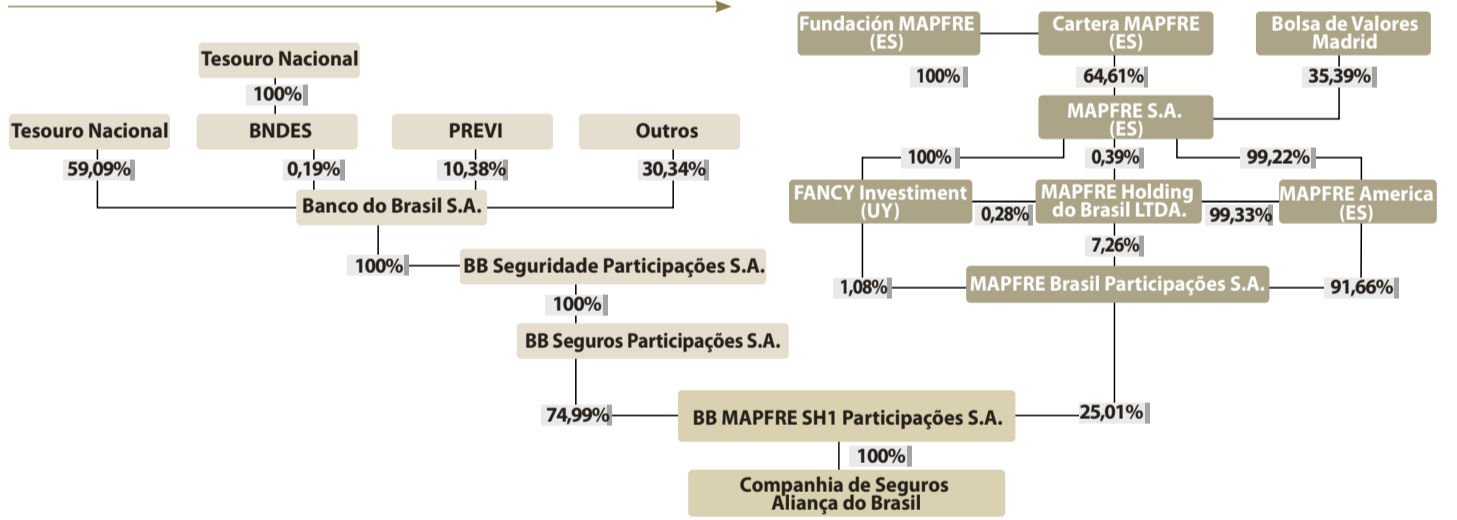 Tesouro Nacional
100%
Tesouro Nacional
BNDES
PREVI
Outros
59,09%
0,19%
10,38%
30,34%
Banco do Brasil S.A.
100%
BB Seguridade Participações S.A.
100%
BB Seguros Participações S.A.
74,99%
Fundación MAPFRE
(ES)
Cartera MAPFRE
(ES)
Bolsa de Valores
Madrid
100%
64,61%
35,39%
MAPFRE S.A.
(ES)
100%
0,39%
99,22%
FANCY Investiment
(UY)
0,28%
MAPFRE Holding
do Brasil LTDA.
99,33%
MAPFRE America
(ES)
7,26%
1,08%
MAPFRE Brasil Participações S.A.
91,66%
25,01%
BB MAPFRE SH1 Participações S.A.
100%
Companhia de Seguros
Aliança do Brasil